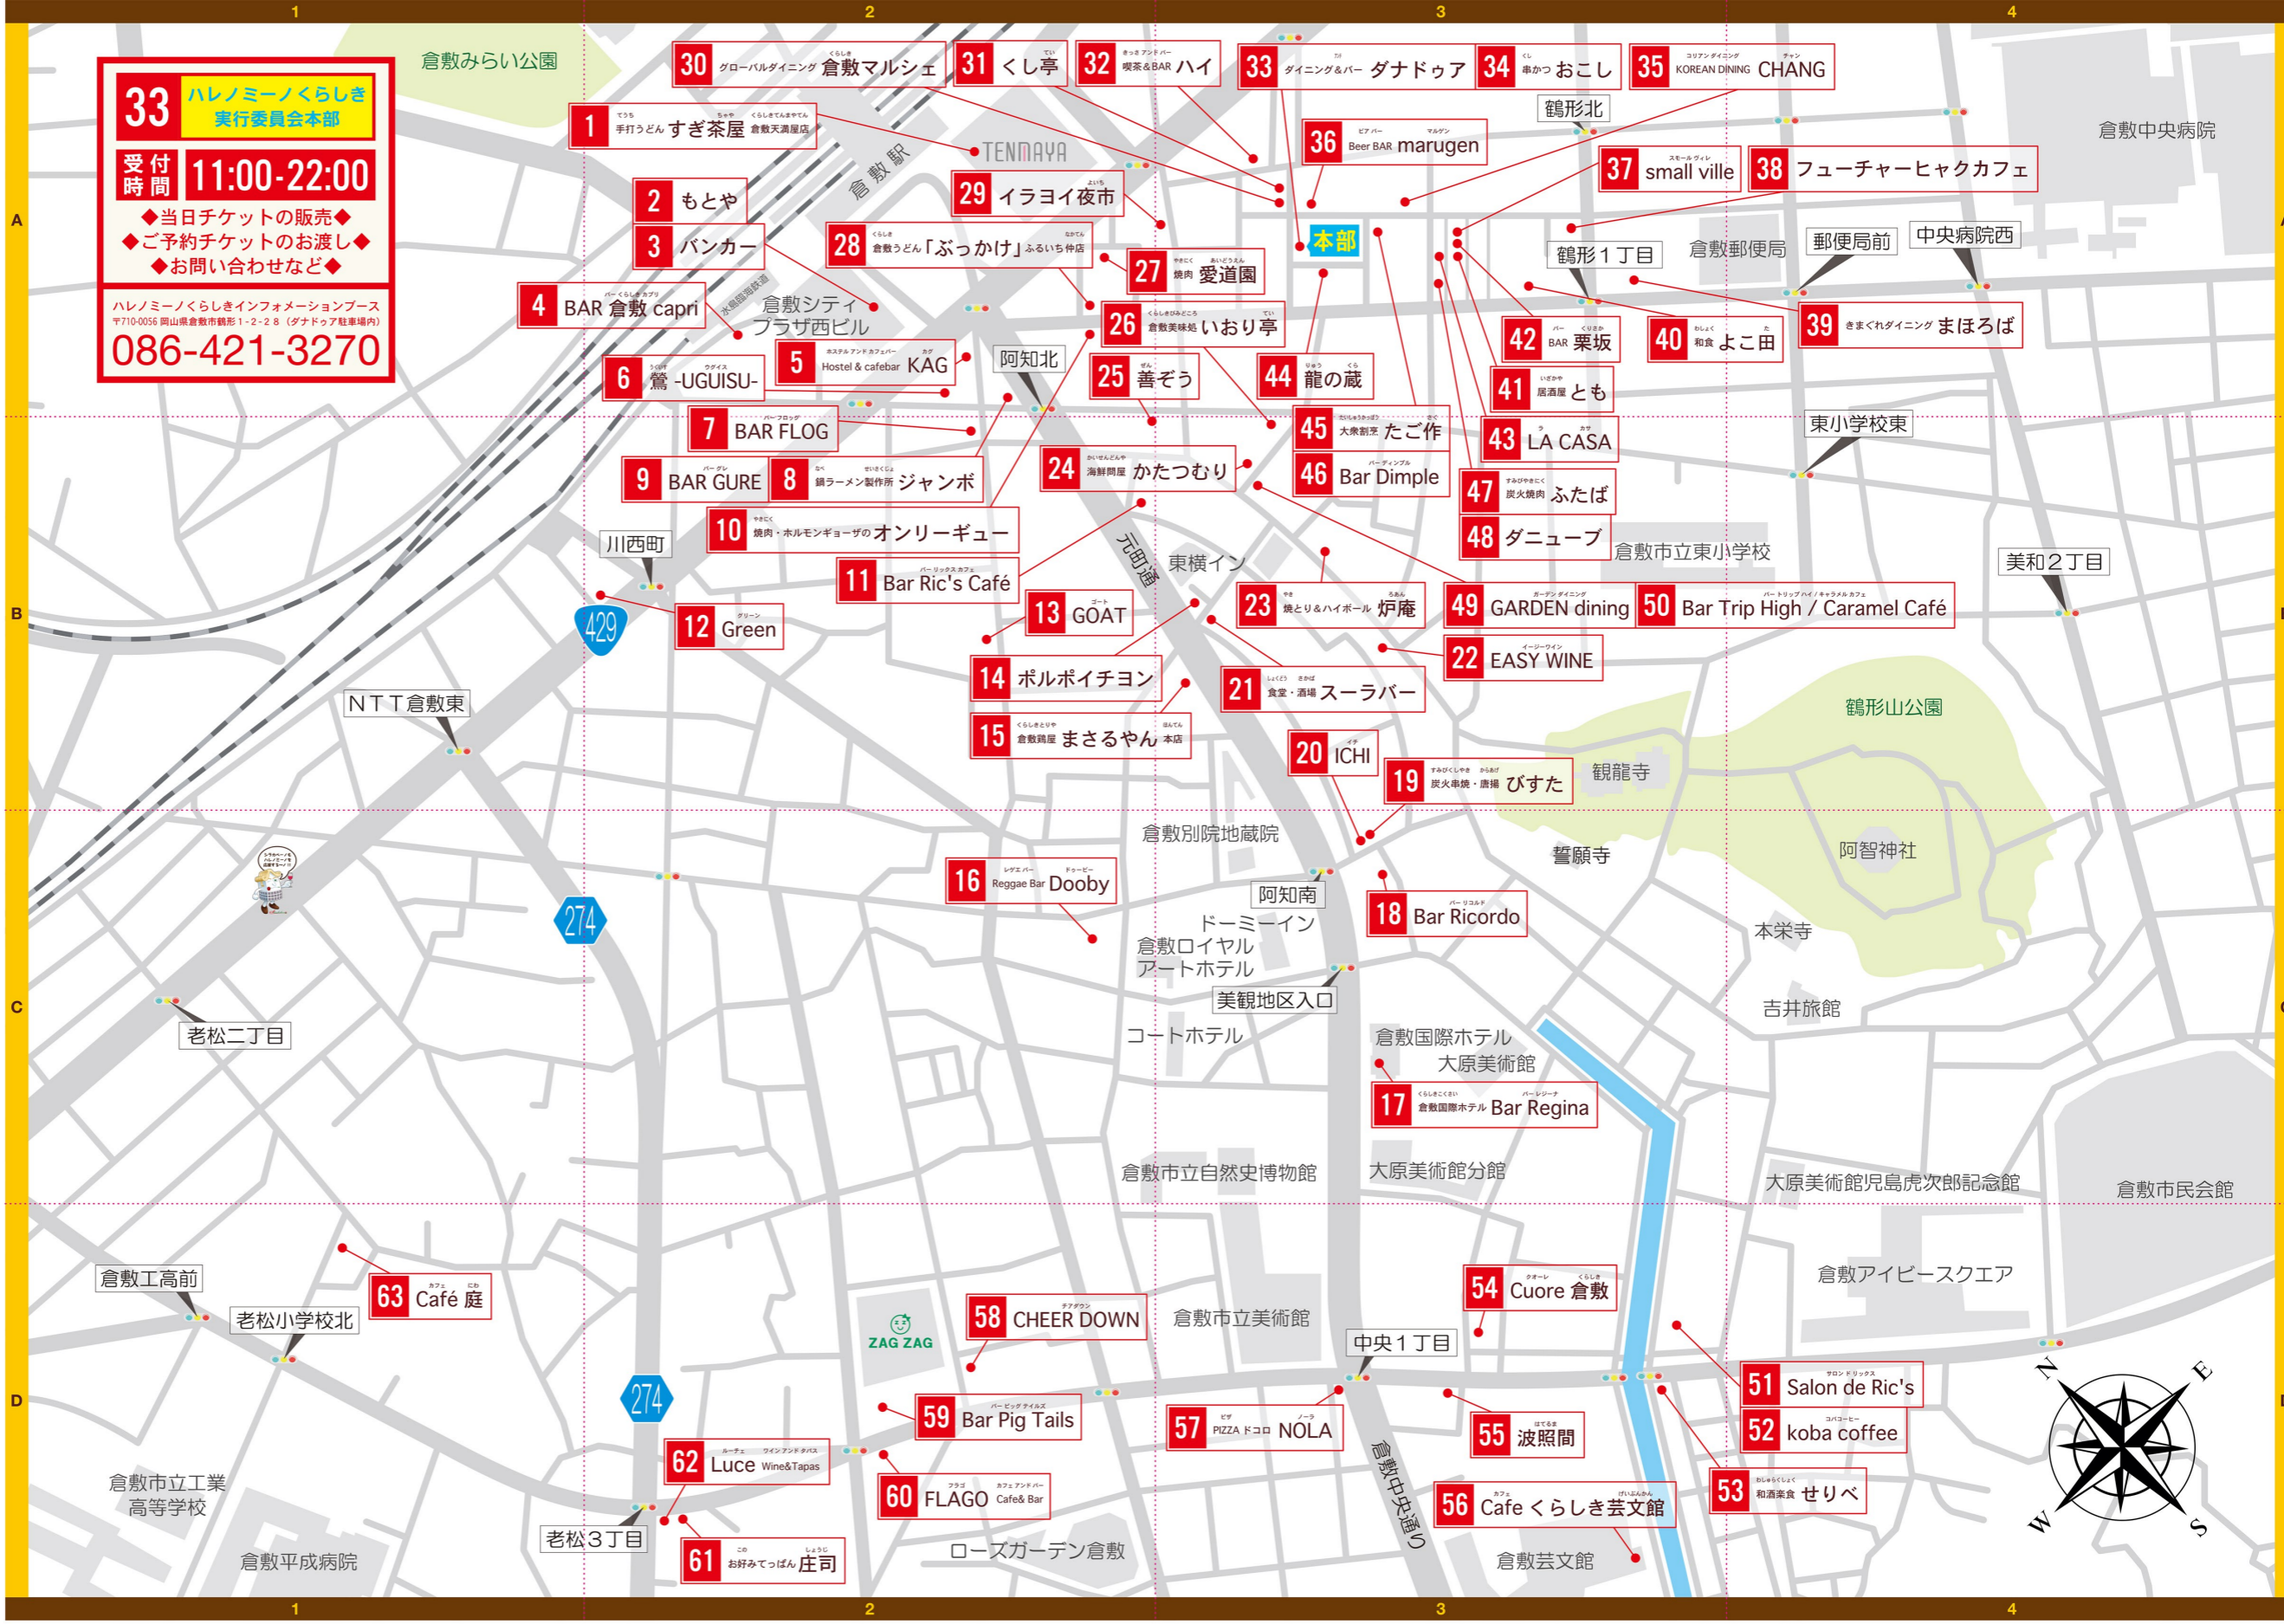 1
2
3
4
A
B
C
D
33
ハレノミーノくらしき
実行委員会本部
受付
時間
11:00-22:00
◆当日チケットの販売◆
◆ご予約チケットのお渡し◆
◆お問い合わせなど◆
ハレノミーノくらしきインフォメーションブース
〒710-0056 岡山県倉敷市鶴形1-2-28（ダナドゥア駐車場内）
086-421-3270
倉敷みらい公園
30 グローバルダイニング 倉敷マルシェ
31 くし亭
32 喫茶&BAR ハイ
33 ダイニング&バー ダナドゥア
34 串かつ おこし
35 KOREAN DINING CHANG
1 手打うどん すぎ茶屋 倉敷天満屋店
TENMAYA
倉敷駅
36 Beer BAR marugen
鶴形北
倉敷中央病院
37 small ville
38 フューチャーヒャクカフェ
2 もとや
29 イラヨイ夜市
3 バンカー
28 倉敷うどん 「ぶっかけ」 ふるいち 仲店
本部
27 焼肉 愛道園
鶴形1丁目
倉敷郵便局
郵便局前
中央病院西
4 BAR 倉敷 capri
水島臨海鉄道
倉敷シティ
プラザ西ビル
26 倉敷美味処 いおり亭
42 BAR 栗坂
40 和食 よこ田
39 きまぐれダイニング まほろば
5 Hostel & cafebar KAG
阿知北
6 鶯 -UGUISU-
25 善ぞう
44 龍の蔵
41 居酒屋 とも
7 BAR FLOG
45 大衆割烹 たご作
43 LA CASA
東小学校東
24 海鮮問屋 かたつむり
46 Bar Dimple
9 BAR GURE
8 鍋ラーメン製作所 ジャンボ
47 炭火焼肉 ふたば
10 焼肉・ホルモンギョーザの オンリーギュー
48 ダニューブ
川西町
元町通
東横イン
倉敷市立東小学校
美和2丁目
11 Bar Ric's Café
429
12 Green
13 GOAT
23 焼とり&ハイボール 炉庵
49 GARDEN dining
50 Bar Trip High / Caramel Café
22 EASY WINE
14 ポルポイチヨン
21 食堂・酒場 スーラバー
NTT倉敷東
鶴形山公園
15 倉敷鶏屋 まさるやん 本店
20 ICHI
19 炭火串焼・唐揚 びすた
観龍寺
倉敷別院地蔵院
誓願寺
阿智神社
16 Reggae Bar Dooby
阿知南
18 Bar Ricordo
274
ドーミーイン
倉敷ロイヤル
アートホテル
本栄寺
美観地区入口
吉井旅館
老松二丁目
コートホテル
倉敷国際ホテル
大原美術館
17 倉敷国際ホテル Bar Regina
倉敷市立自然史博物館
大原美術館分館
大原美術館児島虎次郎記念館
倉敷市民会館
倉敷工高前
63 Café 庭
老松小学校北
ZAG ZAG
58 CHEER DOWN
倉敷市立美術館
54 Cuore 倉敷
倉敷アイビースクエア
中央1丁目
274
59 Bar Pig Tails
57 PIZZA ドコロ NOLA
55 波照間
51 Salon de Ric's
52 koba coffee
62 Luce Wine&Tapas
60 FLAGO Cafe& Bar
倉敷中央通り
56 Cafe くらしき芸文館
53 和酒楽食 せりべ
倉敷市立工業
高等学校
倉敷平成病院
老松3丁目
61 お好みてっぱん 庄司
ローズガーデン倉敷
倉敷芸文館
N
E
W
S
1
2
3
4